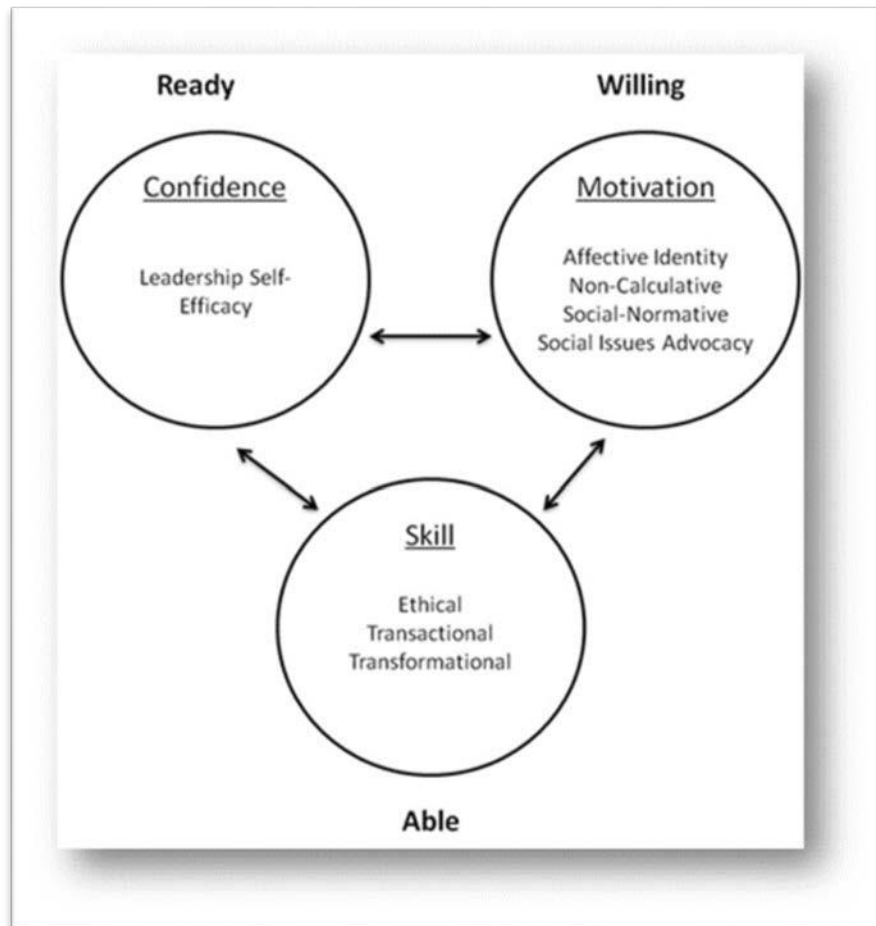 Ready
Willing
Confidence
Leadership Self-
Efficacy
Motivation
Affective Identity
Non-Calculative
Social-Normative
Social Issues Advocacy
Skill
Ethical
Transactional
Transformational
Able